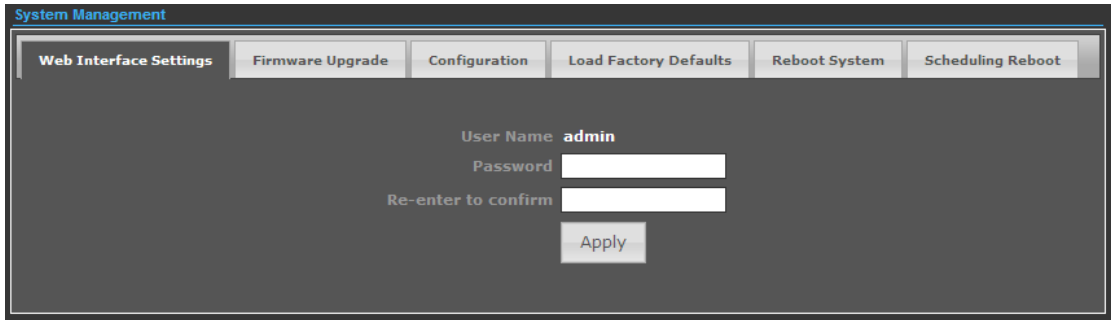 System Management
Web Interface Settings Firmware Upgrade Configuration Load Factory Defaults Reboot System Scheduling Reboot
User Name admin
Password
Re-enter to confirm
Apply